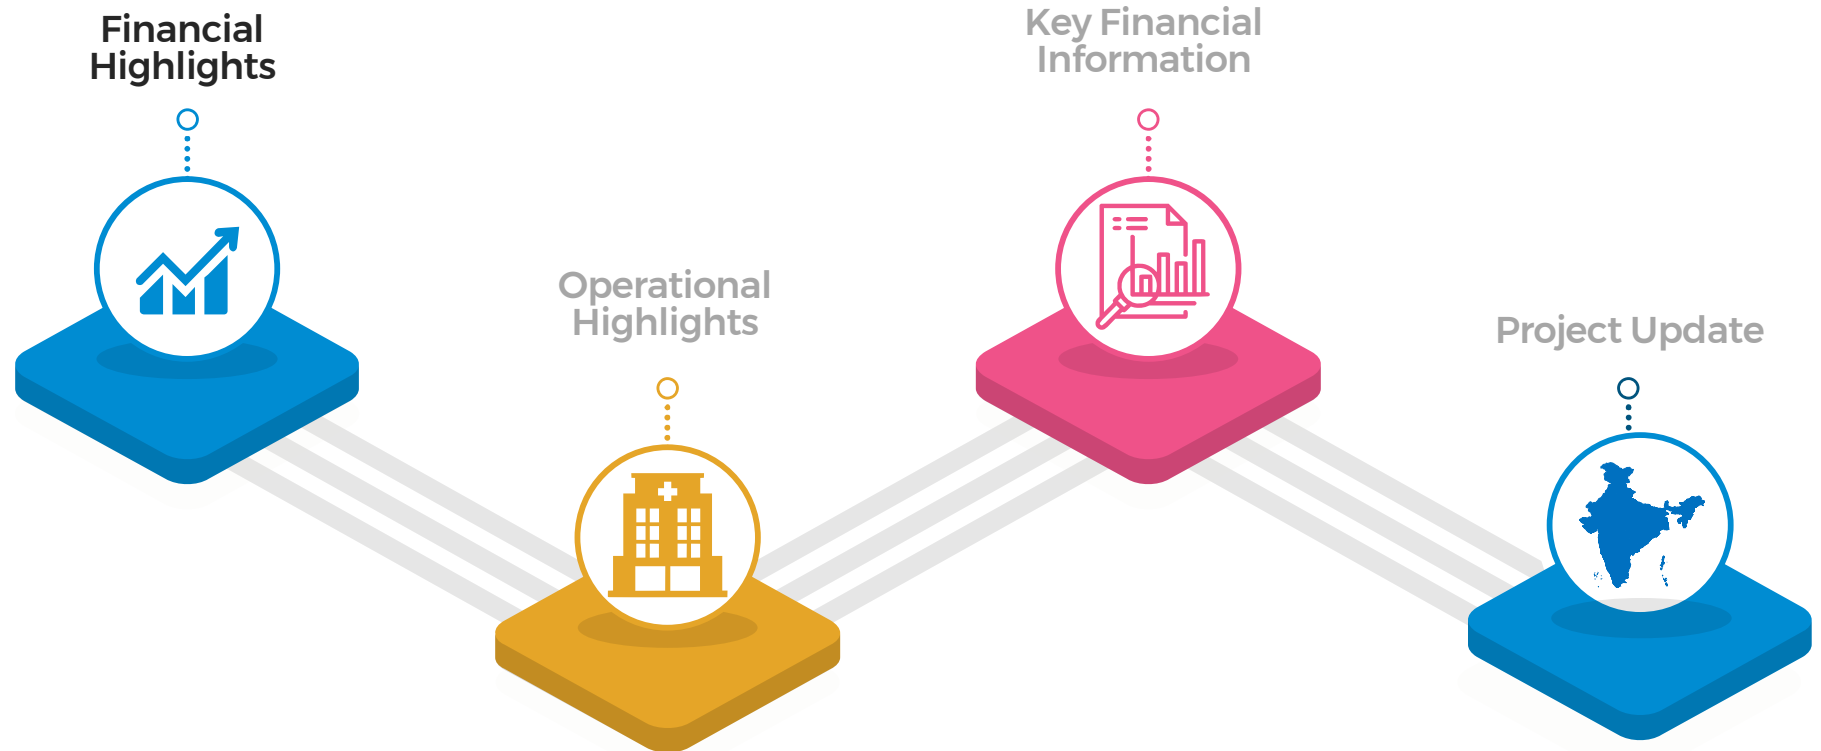 Financial
Highlights
Operational
Highlights
Key Financial
Information
Project Update